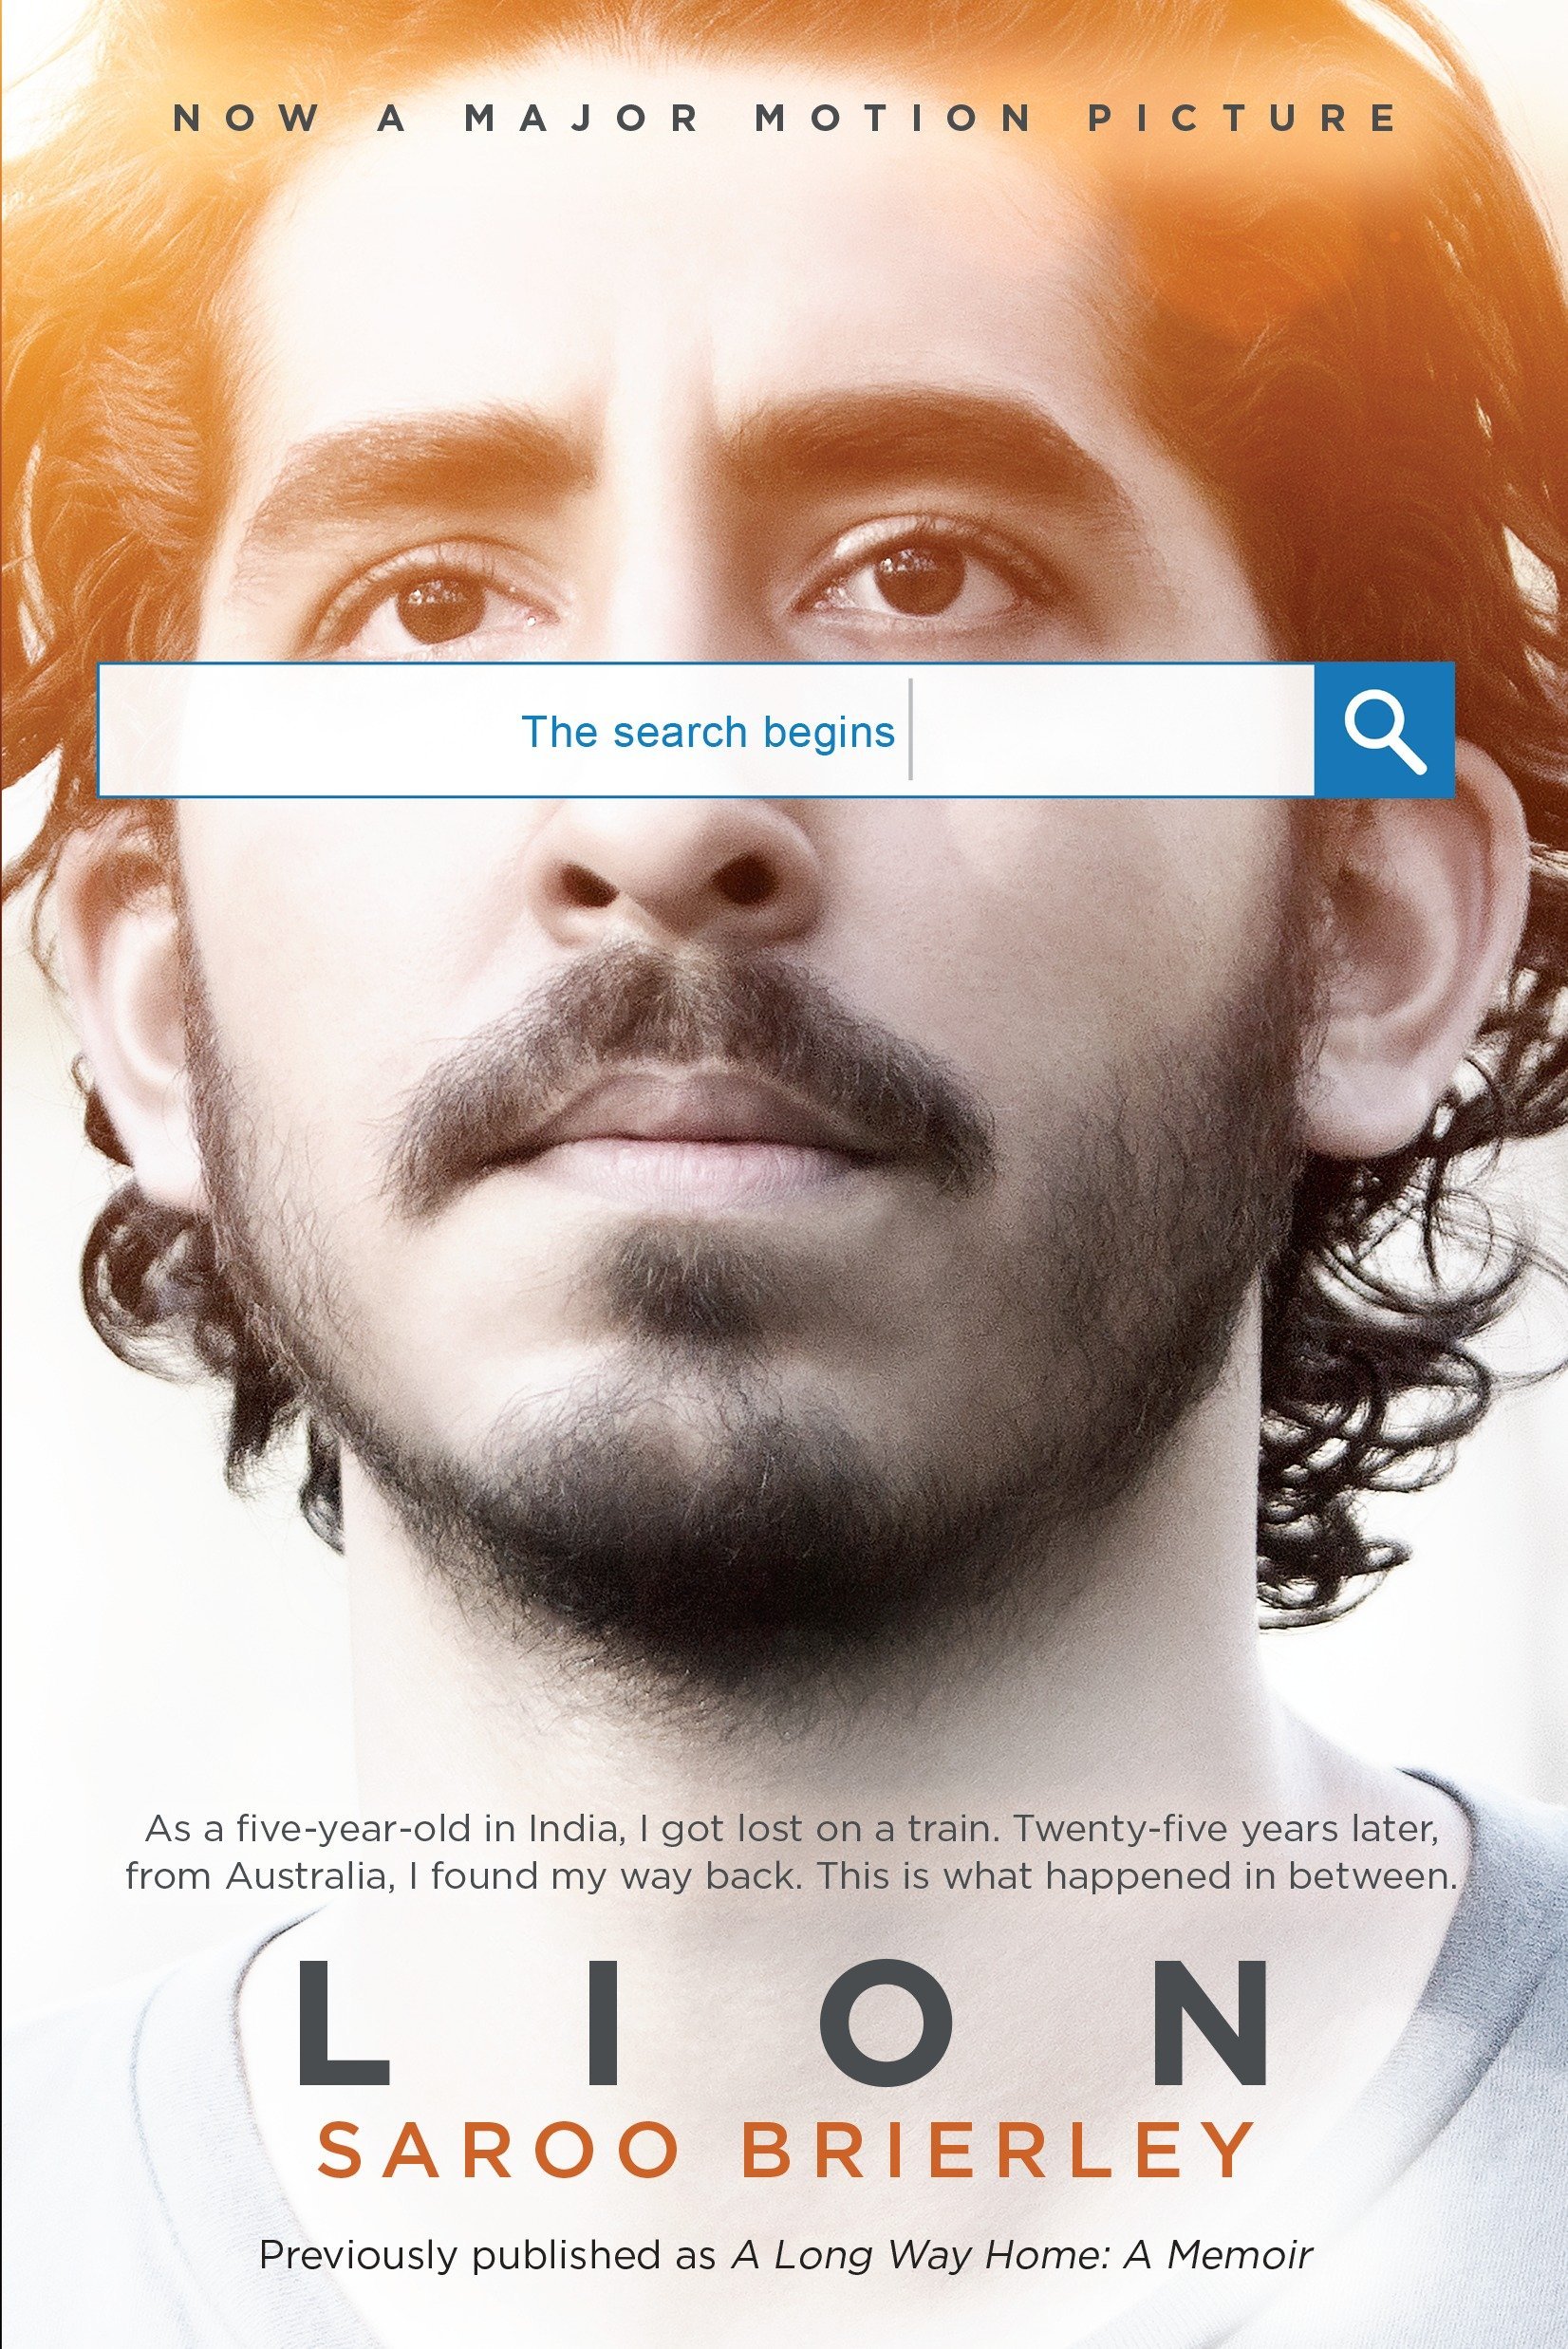 NOW A MAJOR MOTION PICTURE
The search begins
As a five-year-old in India, I got lost on a train. Twenty-five years later,
from Australia, I found my way back. This is what happened in between.
LION
SAROO BRIERLEY
Previously published as A Long Way Home: A Memoir